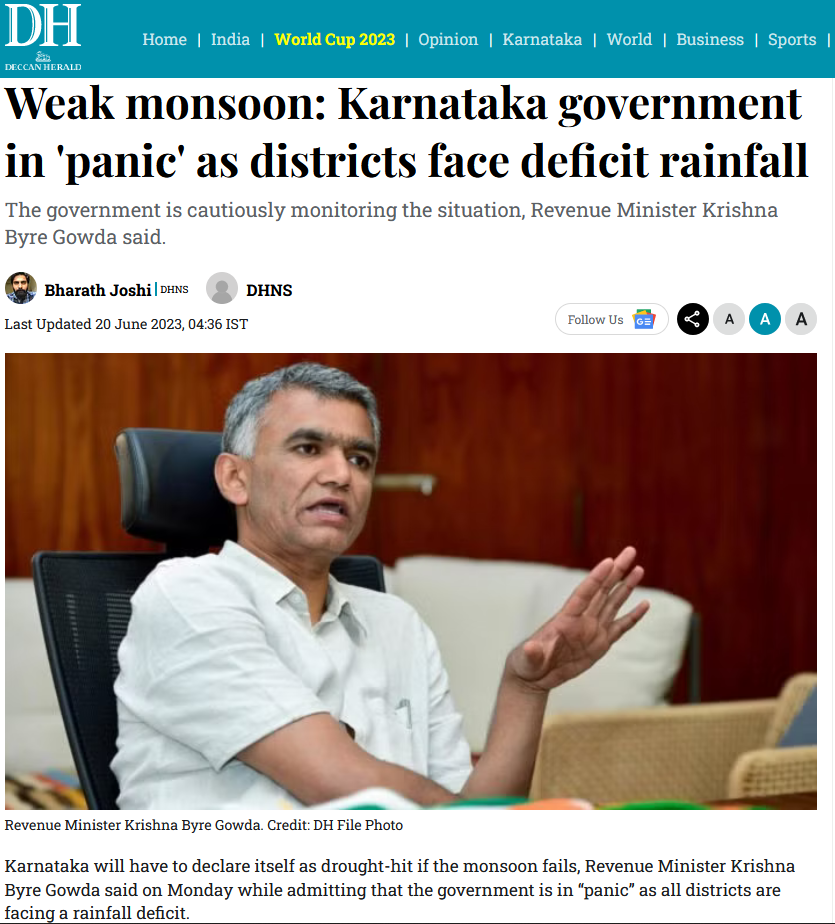 DH
DECCAN HERALD
Home | India | World Cup 2023 | Opinion | Karnataka | World | Business | Sports |
Weak monsoon: Karnataka government
in 'panic' as districts face deficit rainfall
The government is cautiously monitoring the situation, Revenue Minister Krishna
Byre Gowda said.
Bharath Joshi | DHNS DHNS
Last Updated 20 June 2023, 04:36 IST
Follow Us GE A A A
Revenue Minister Krishna Byre Gowda. Credit: DH File Photo
Karnataka will have to declare itself as drought-hit if the monsoon fails, Revenue Minister Krishna
Byre Gowda said on Monday while admitting that the government is in “panic” as all districts are
facing a rainfall deficit.